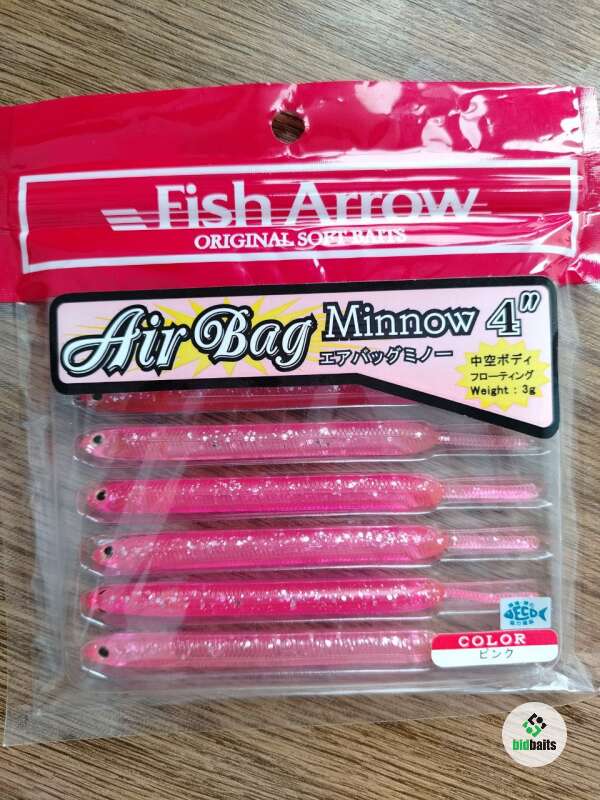 Fish Arrow
ORIGINAL SOFT BAITS
Air Bag Minnow 4"
エアバッグミノー
中空ボディ
フローティング
Weight : 3g
ECO
COLOR
ピンク
bidbaits